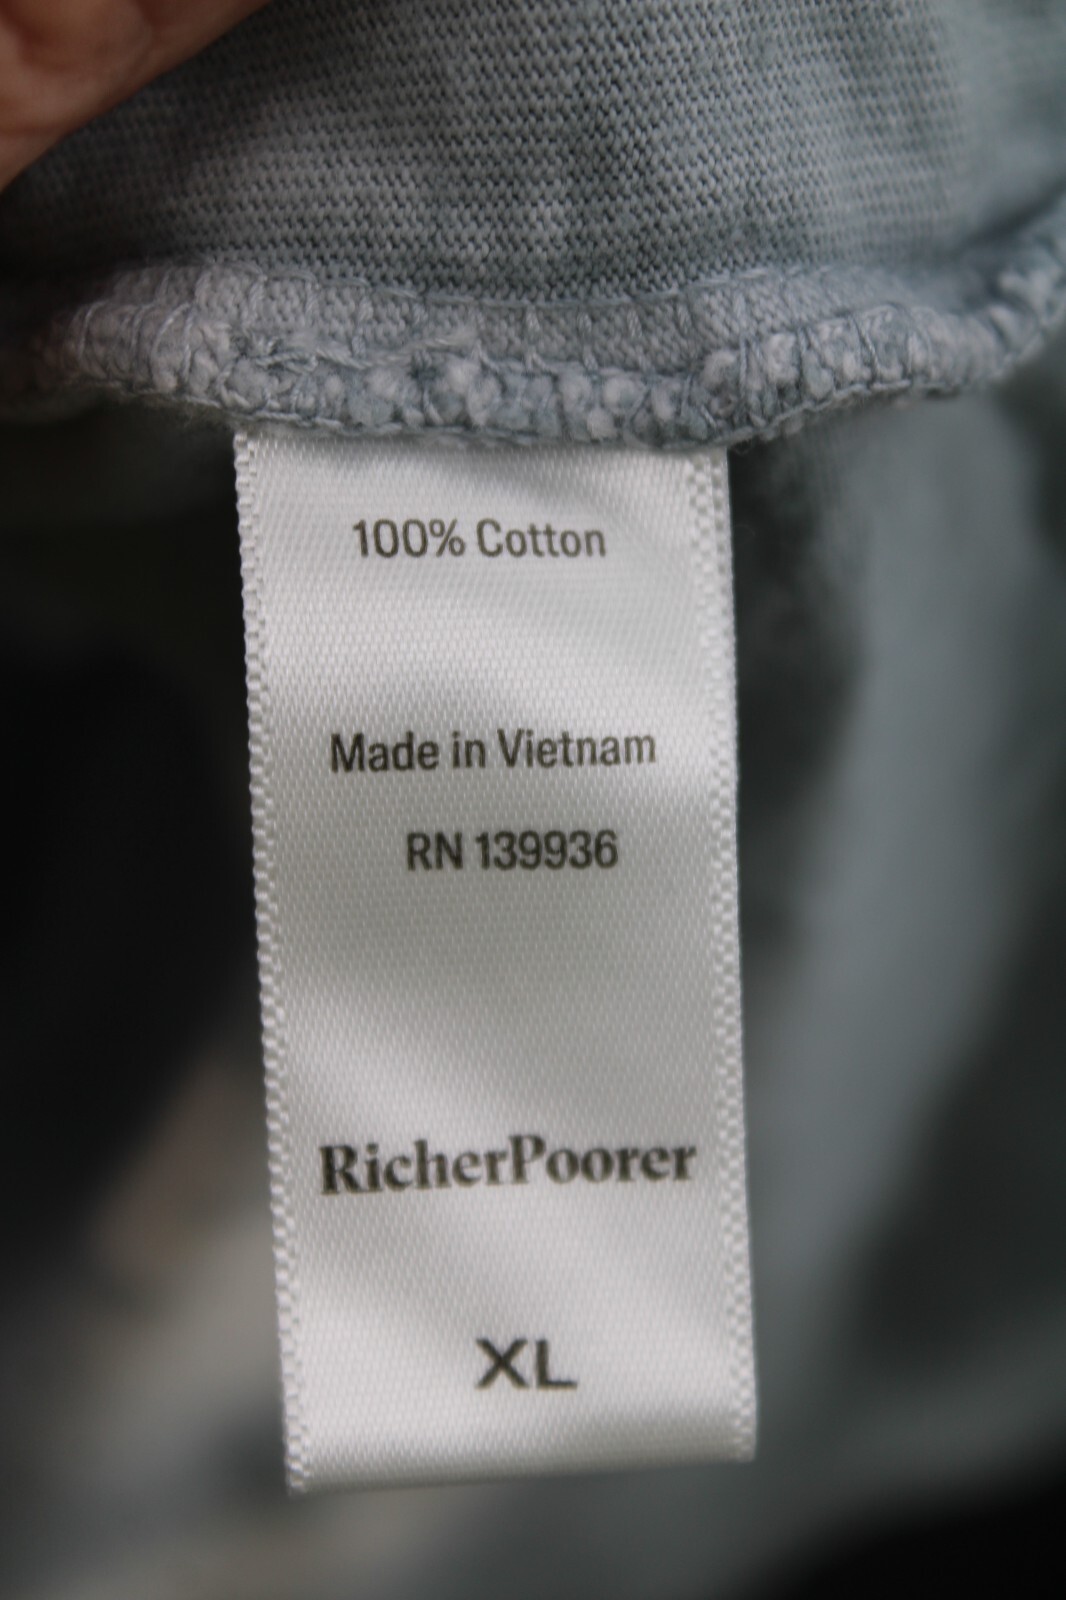 100% Cotton
Made in Vietnam
RN 139936
RicherPoorer
XL